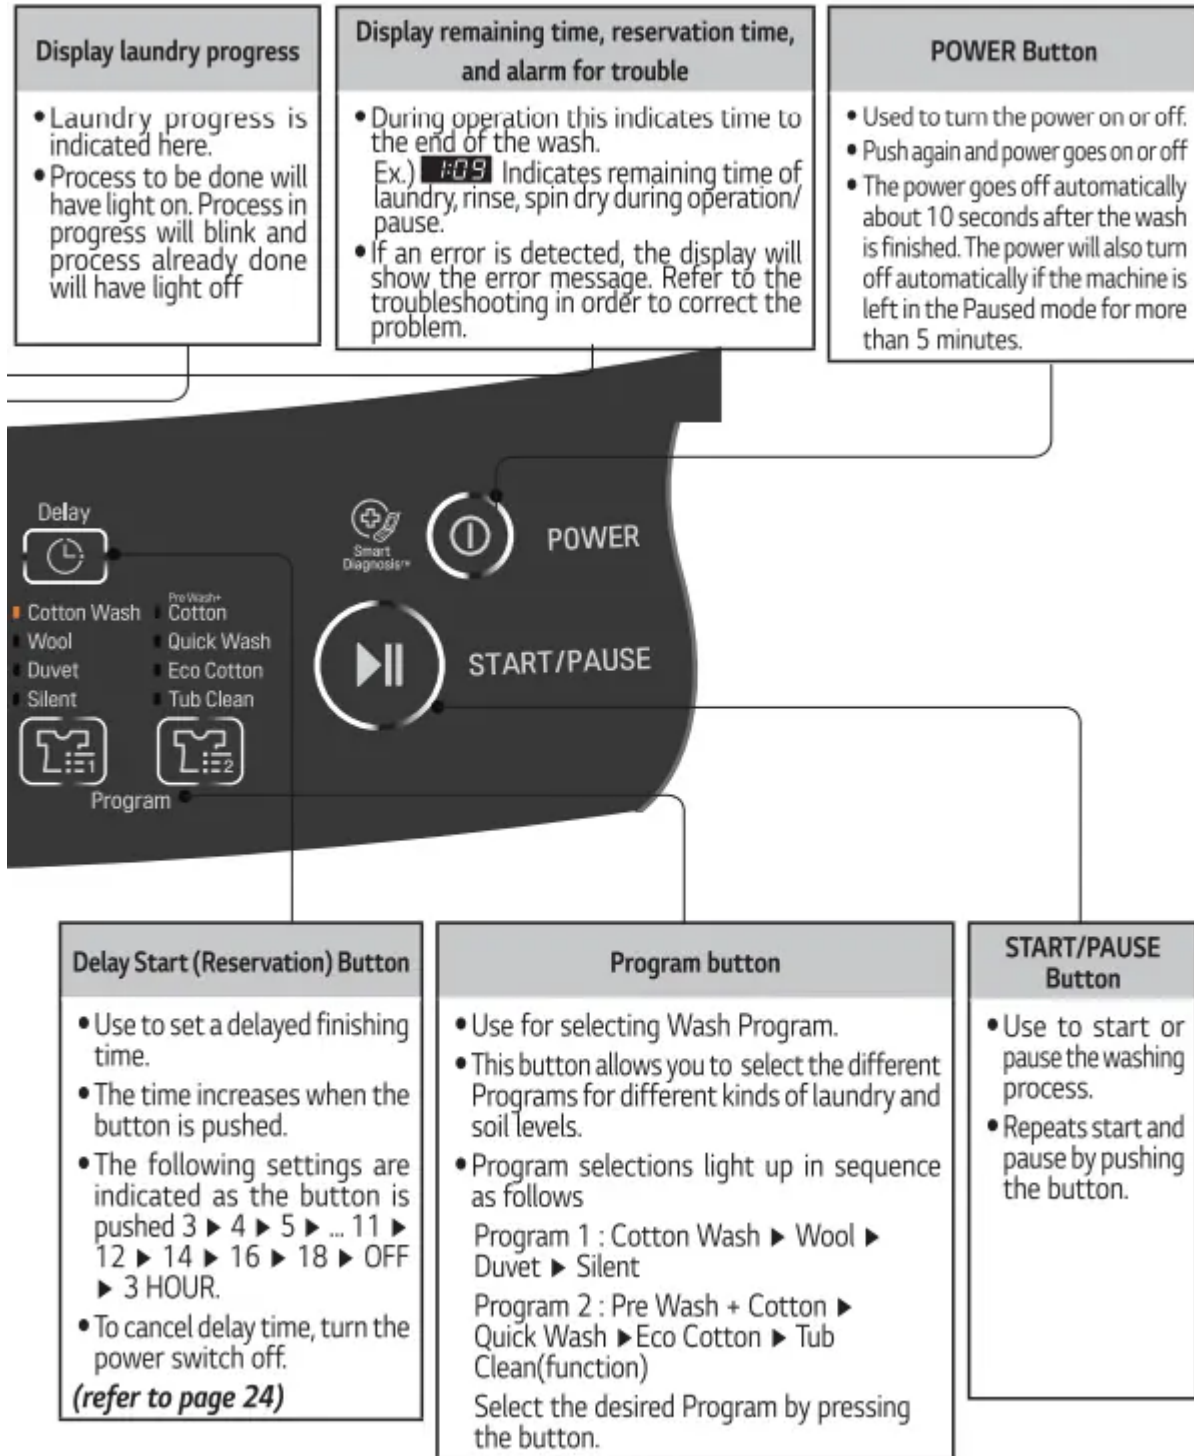 Display laundry progress
• Laundry progress is
indicated here.
• Process to be done will
have light on. Process in
progress will blink and
process already done
will have light off
Display remaining time, reservation time,
and alarm for trouble
• During operation this indicates time to
the end of the wash.
Ex.) 1:09 Indicates remaining time of
laundry, rinse, spin dry during operation/
pause.
• If an error is detected, the display will
show the error message. Refer to the
troubleshooting in order to correct the
problem.
POWER Button
• Used to turn the power on or off.
• Push again and power goes on or off
• The power goes off automatically
about 10 seconds after the wash
is finished. The power will also turn
off automatically if the machine is
left in the Paused mode for more
than 5 minutes.
Delay
Smart
Diagnosis™
POWER
Cotton Wash
Wool
Duvet
Silent
Pre Wash+
Cotton
Quick Wash
Eco Cotton
Tub Clean
START/PAUSE
1
2
Program
Delay Start (Reservation) Button
• Use to set a delayed finishing
time.
• The time increases when the
button is pushed.
• The following settings are
indicated as the button is
pushed 3 ▶ 4 ▶ 5 ▶ ... 11 ▶
12 ▶ 14 ▶ 16 ▶ 18 ▶ OFF
▶ 3 HOUR.
• To cancel delay time, turn the
power switch off.
(refer to page 24)
Program button
• Use for selecting Wash Program.
• This button allows you to select the different
Programs for different kinds of laundry and
soil levels.
• Program selections light up in sequence
as follows
Program 1 : Cotton Wash ▶ Wool ▶
Duvet ▶ Silent
Program 2 : Pre Wash + Cotton ▶
Quick Wash ▶ Eco Cotton ▶ Tub
Clean(function)
Select the desired Program by pressing
the button.
START/PAUSE
Button
• Use to start or
pause the washing
process.
• Repeats start and
pause by pushing
the button.